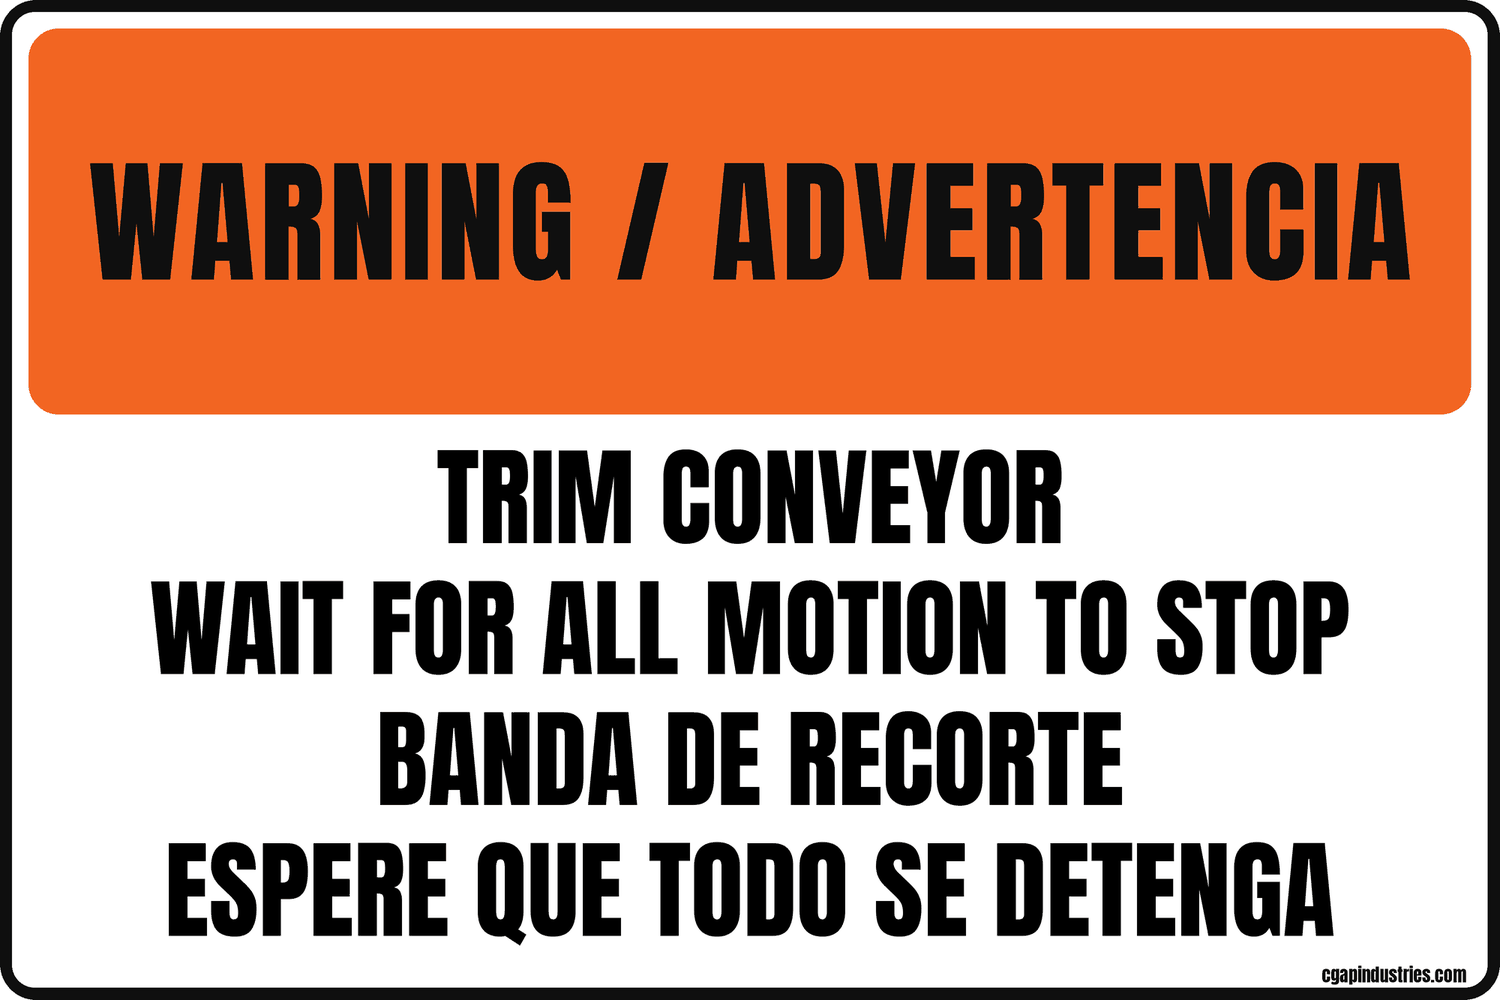 WARNING / ADVERTENCIA
TRIM CONVEYOR
WAIT FOR ALL MOTION TO STOP
BANDA DE RECORTE
ESPERE QUE TODO SE DETENGA
cgapindustries.com